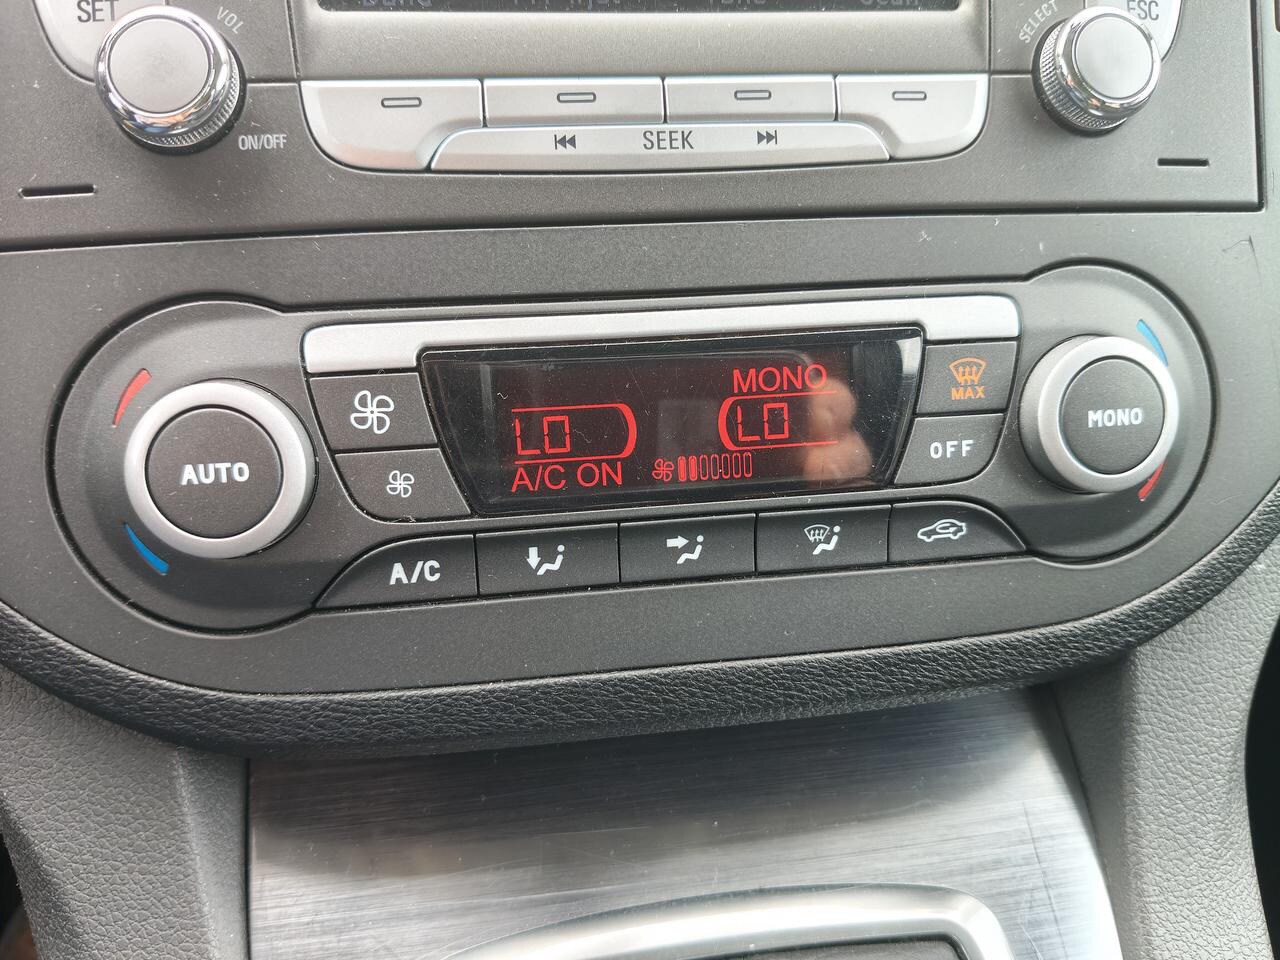 SET
VOL
ON/OFF
SEEK
SELECT
ESC
AUTO
MONO
LO
LO
A/C ON
MAX
OFF
MONO
A/C